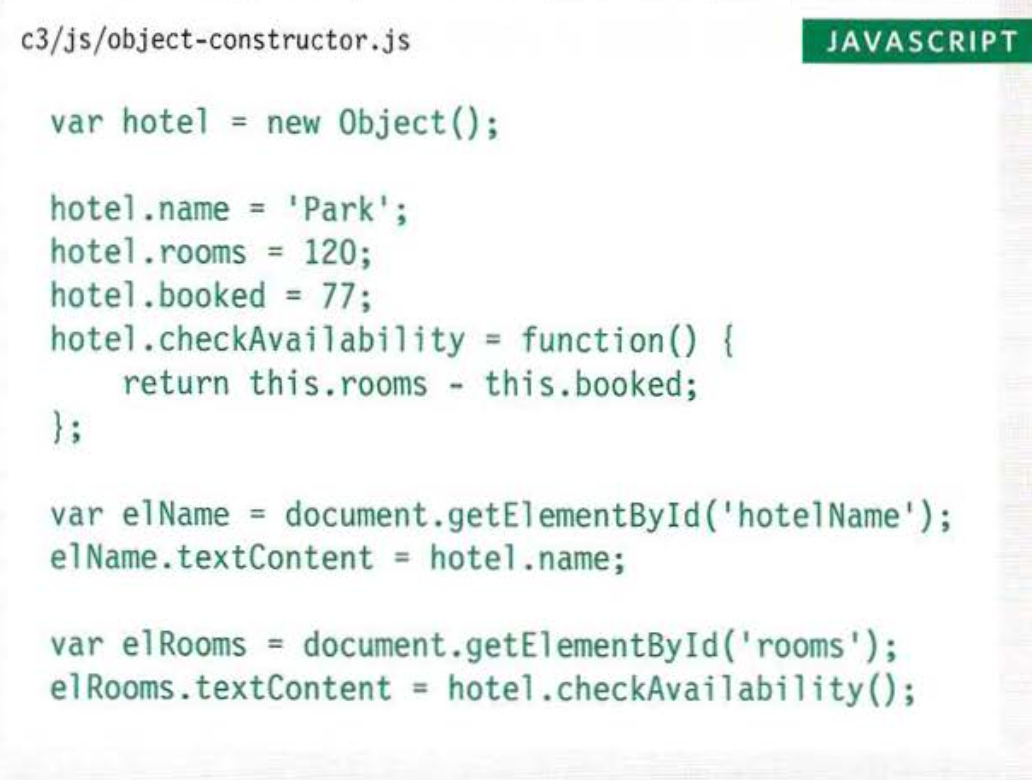 c3/js/object-constructor.js
JAVASCRIPT
var hotel = new Object();
hotel.name = 'Park';
hotel.rooms = 120;
hotel.booked = 77;
hotel.checkAvailability = function() {
    return this.rooms - this.booked;
};
var elName = document.getElementById('hotelName');
elName.textContent = hotel.name;
var elRooms = document.getElementById('rooms');
elRooms.textContent = hotel.checkAvailability();